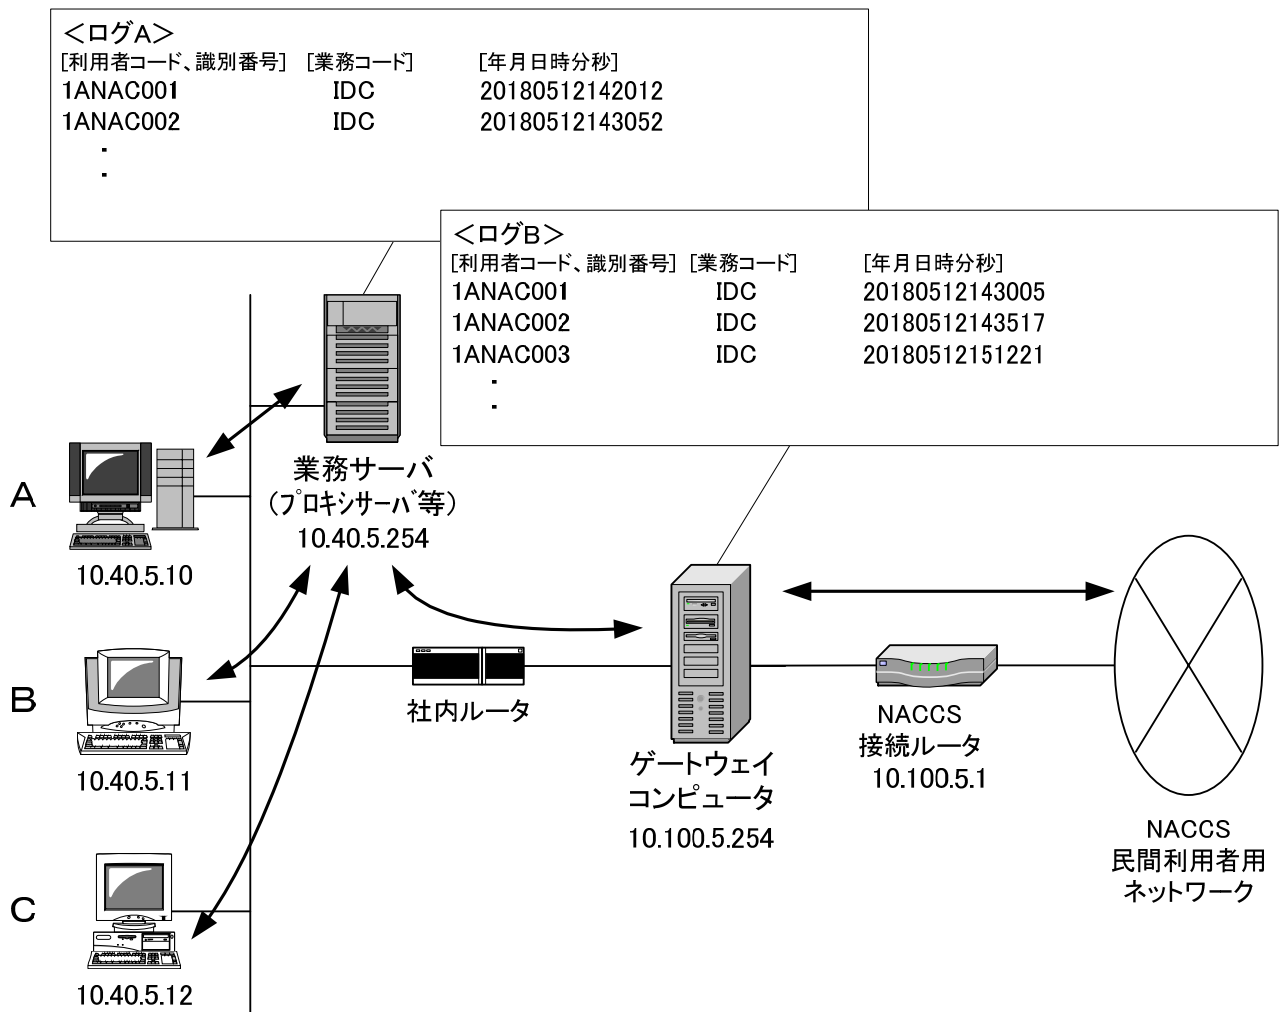 ＜ログA＞
[利用者コード、識別番号] [業務コード] [年月日時分秒]
1ANAC001 IDC 20180512142012
1ANAC002 IDC 20180512143052
・
・
＜ログB＞
[利用者コード、識別番号] [業務コード] [年月日時分秒]
1ANAC001 IDC 20180512143005
1ANAC002 IDC 20180512143517
1ANAC003 IDC 20180512151221
・
・
業務サーバ
（プロキシサーバ等）
10.40.5.254
A
10.40.5.10
B
10.40.5.11
C
10.40.5.12
社内ルータ
ゲートウェイ
コンピュータ
10.100.5.254
NACCS
接続ルータ
10.100.5.1
NACCS
民間利用者用
ネットワーク